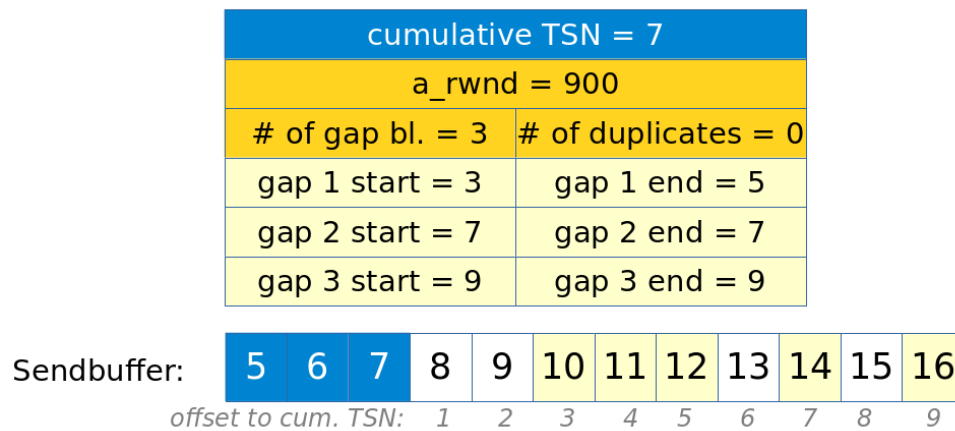 cumulative TSN = 7
a_rwnd = 900
# of gap bl. = 3 # of duplicates = 0
gap 1 start = 3 gap 1 end = 5
gap 2 start = 7 gap 2 end = 7
gap 3 start = 9 gap 3 end = 9
Sendbuffer: 5 6 7 8 9 10 11 12 13 14 15 16
offset to cum. TSN: 1 2 3 4 5 6 7 8 9